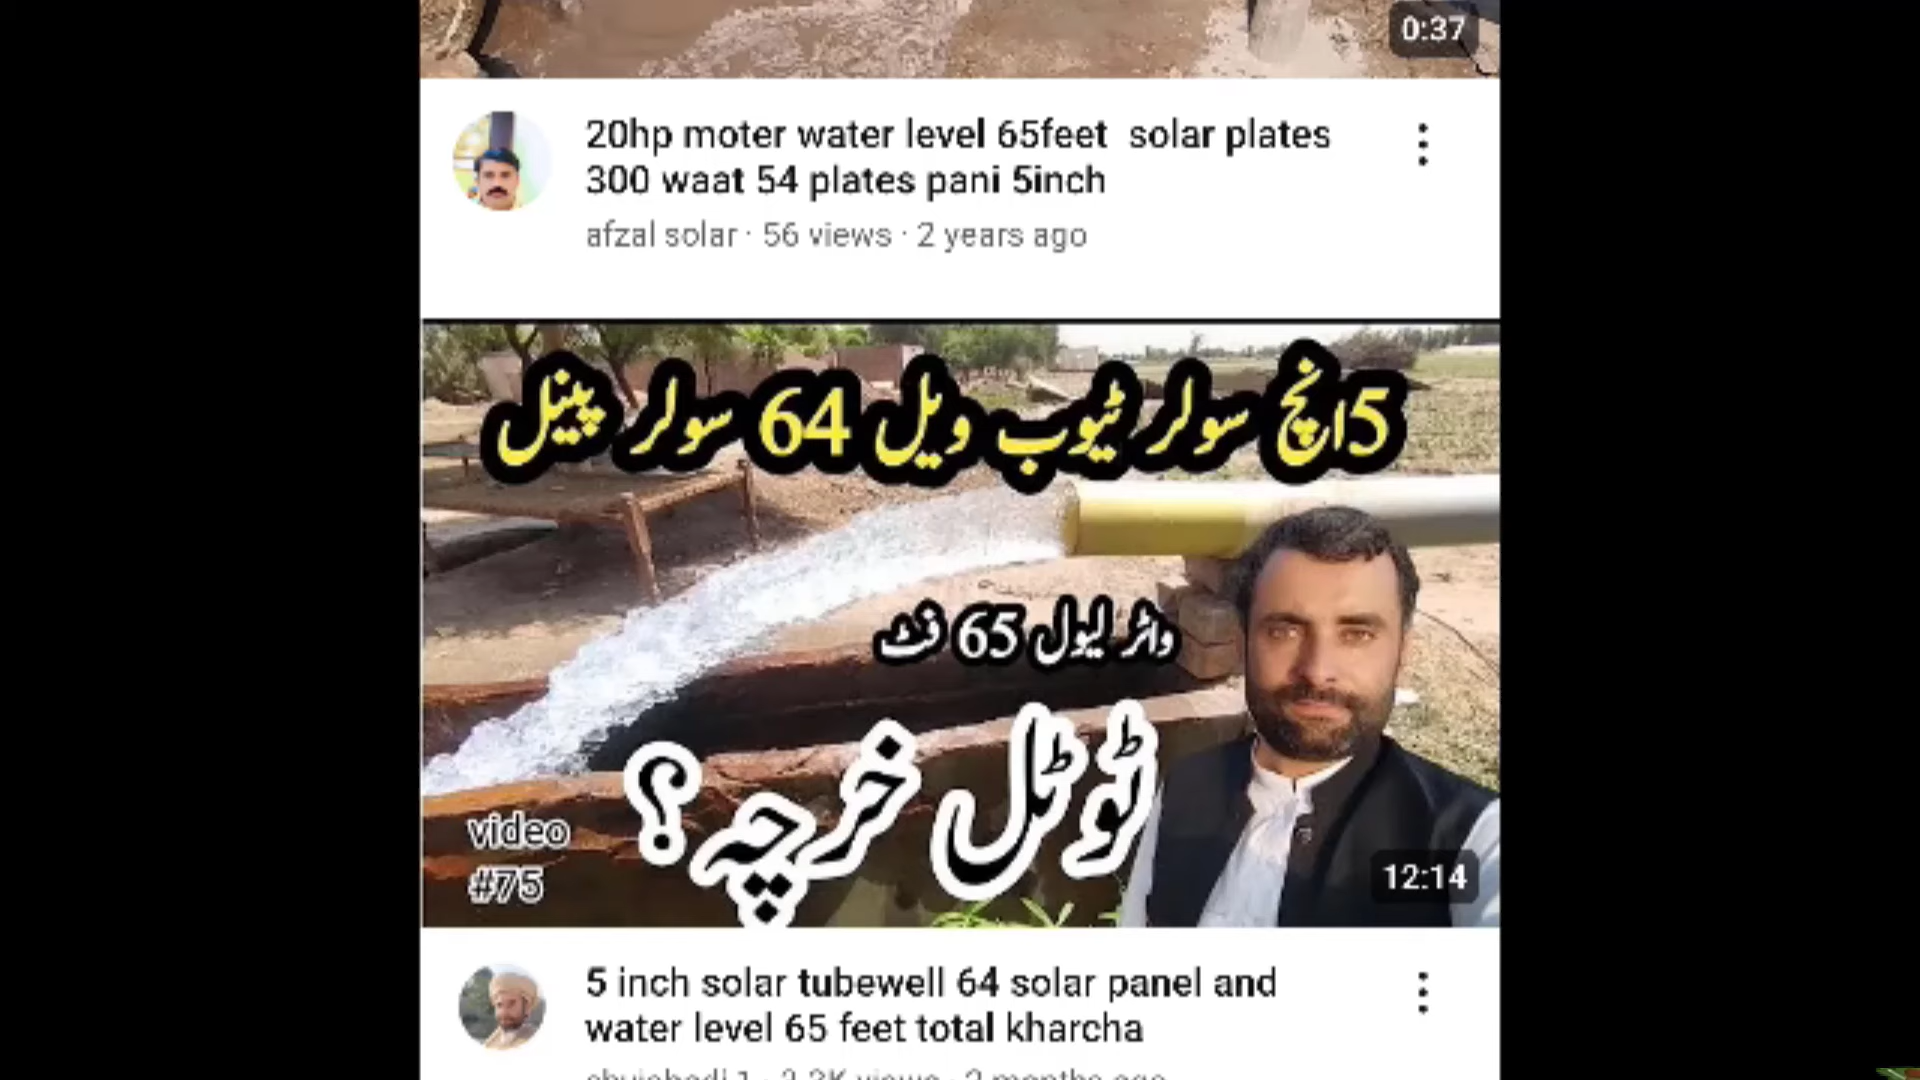 0:37
20hp moter water level 65feet solar plates
300 waat 54 plates pani 5inch
afzal solar · 56 views · 2 years ago
5انچ سولر ٹیوب ویل 64 سولر پینل
واٹر لیول 65 فٹ
ٹوٹل خرچہ؟
video
#75
12:14
5 inch solar tubewell 64 solar panel and
water level 65 feet total kharcha